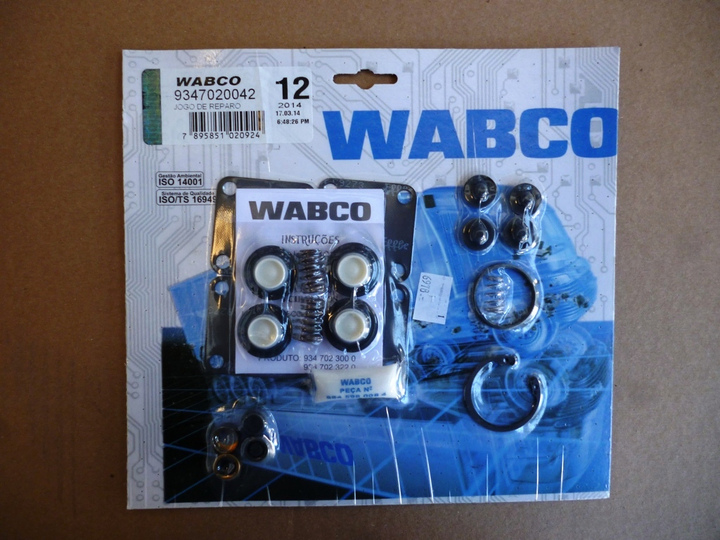 WABCO
9347020042
JOGO DE REPARO
12
2014
17.03.14
6:48:26 PM
7 895851 020924
WABCO
Gestão Ambiental
ISO 14001
Sistema de Qualidade
ISO/TS 16949
WABCO
INSTRUÇÕES
PRODUTO: 934 702 300 0
934 702 322 0
8169
WABCO
PEÇA Nº
WABCO